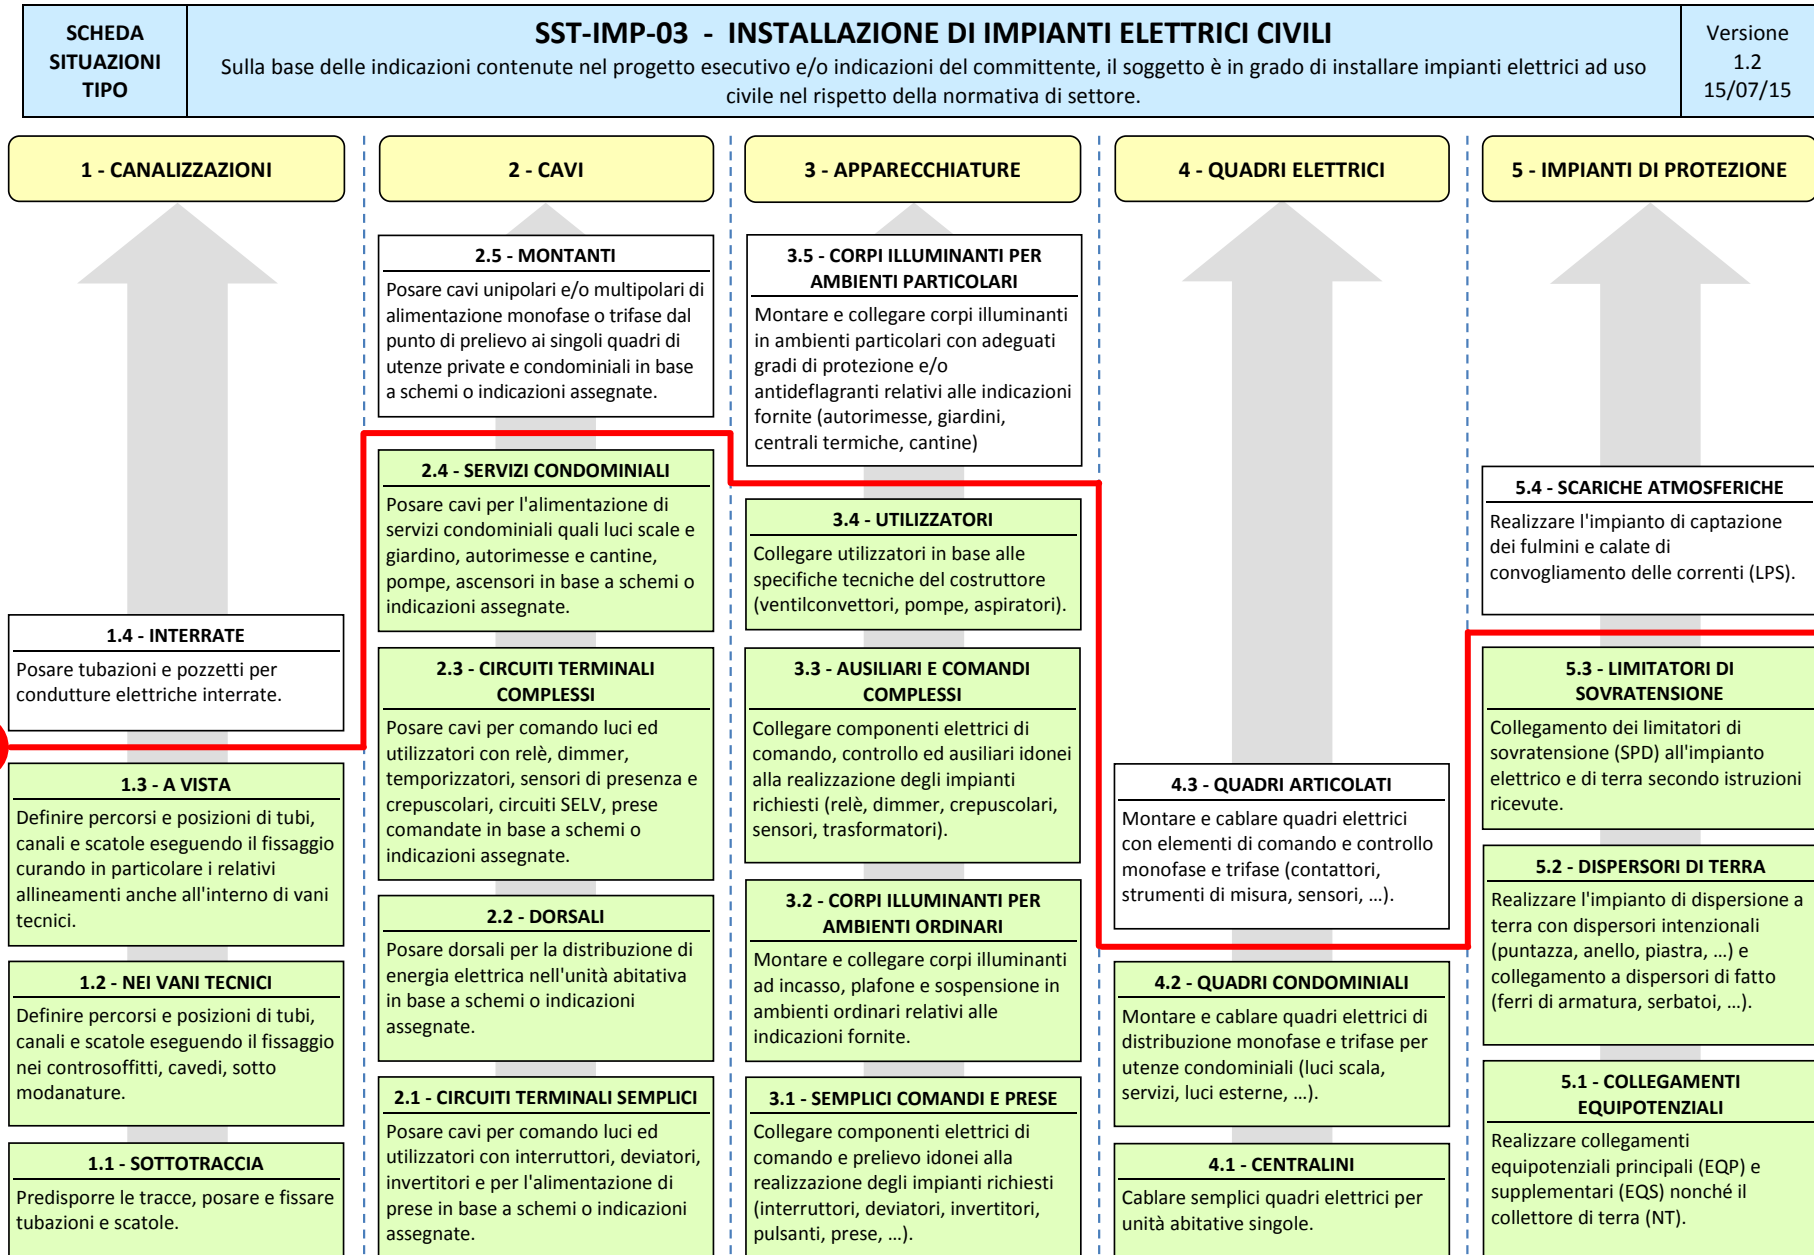 SCHEDA
SITUAZIONI
TIPO
SST-IMP-03 - INSTALLAZIONE DI IMPIANTI ELETTRICI CIVILI
Sulla base delle indicazioni contenute nel progetto esecutivo e/o indicazioni del committente, il soggetto è in grado di installare impianti elettrici ad uso
civile nel rispetto della normativa di settore.
Versione
1.2
15/07/15
1 - CANALIZZAZIONI
1.4 - INTERRATE
Posare tubazioni e pozzetti per
condutture elettriche interrate.
1.3 - A VISTA
Definire percorsi e posizioni di tubi,
canali e scatole eseguendo il fissaggio
curando in particolare i relativi
allineamenti anche all'interno di vani
tecnici.
1.2 - NEI VANI TECNICI
Definire percorsi e posizioni di tubi,
canali e scatole eseguendo il fissaggio
nei controsoffitti, cavedi, sotto
modanature.
1.1 - SOTTOTRACCIA
Predisporre le tracce, posare e fissare
tubazioni e scatole.
2 - CAVI
2.5 - MONTANTI
Posare cavi unipolari e/o multipolari di
alimentazione monofase o trifase dal
punto di prelievo ai singoli quadri di
utenze private e condominiali in base
a schemi o indicazioni assegnate.
2.4 - SERVIZI CONDOMINIALI
Posare cavi per l'alimentazione di
servizi condominiali quali luci scale e
giardino, autorimesse e cantine,
pompe, ascensori in base a schemi o
indicazioni assegnate.
2.3 - CIRCUITI TERMINALI
COMPLESSI
Posare cavi per comando luci ed
utilizzatori con relè, dimmer,
temporizzatori, sensori di presenza e
crepuscolari, circuiti SELV, prese
comandate in base a schemi o
indicazioni assegnate.
2.2 - DORSALI
Posare dorsali per la distribuzione di
energia elettrica nell'unità abitativa
in base a schemi o indicazioni
assegnate.
2.1 - CIRCUITI TERMINALI SEMPLICI
Posare cavi per comando luci ed
utilizzatori con interruttori, deviatori,
invertitori e per l'alimentazione di
prese in base a schemi o indicazioni
assegnate.
3 - APPARECCHIATURE
3.5 - CORPI ILLUMINANTI PER
AMBIENTI PARTICOLARI
Montare e collegare corpi illuminanti
in ambienti particolari con adeguati
gradi di protezione e/o
antideflagranti relativi alle indicazioni
fornite (autorimesse, giardini,
centrali termiche, cantine)
3.4 - UTILIZZATORI
Collegare utilizzatori in base alle
specifiche tecniche del costruttore
(ventilconvettori, pompe, aspiratori).
3.3 - AUSILIARI E COMANDI
COMPLESSI
Collegare componenti elettrici di
comando, controllo ed ausiliari idonei
alla realizzazione degli impianti
richiesti (relè, dimmer, crepuscolari,
sensori, trasformatori).
3.2 - CORPI ILLUMINANTI PER
AMBIENTI ORDINARI
Montare e collegare corpi illuminanti
ad incasso, plafone e sospensione in
ambienti ordinari relativi alle
indicazioni fornite.
3.1 - SEMPLICI COMANDI E PRESE
Collegare componenti elettrici di
comando e prelievo idonei alla
realizzazione degli impianti richiesti
(interruttori, deviatori, invertitori,
pulsanti, prese, …).
4 - QUADRI ELETTRICI
4.3 - QUADRI ARTICOLATI
Montare e cablare quadri elettrici
con elementi di comando e controllo
monofase e trifase (contattori,
strumenti di misura, sensori, …).
4.2 - QUADRI CONDOMINIALI
Montare e cablare quadri elettrici di
distribuzione monofase e trifase per
utenze condominiali (luci scala,
servizi, luci esterne, …).
4.1 - CENTRALINI
Cablare semplici quadri elettrici per
unità abitative singole.
5 - IMPIANTI DI PROTEZIONE
5.4 - SCARICHE ATMOSFERICHE
Realizzare l'impianto di captazione
dei fulmini e calate di
convogliamento delle correnti (LPS).
5.3 - LIMITATORI DI
SOVRATENSIONE
Collegamento dei limitatori di
sovratensione (SPD) all'impianto
elettrico e di terra secondo istruzioni
ricevute.
5.2 - DISPERSORI DI TERRA
Realizzare l'impianto di dispersione a
terra con dispersori intenzionali
(puntazza, anello, piastra, …) e
collegamento a dispersori di fatto
(ferri di armatura, serbatoi, …).
5.1 - COLLEGAMENTI
EQUIPOTENZIALI
Realizzare collegamenti
equipotenziali principali (EQP) e
supplementari (EQS) nonché il
collettore di terra (NT).